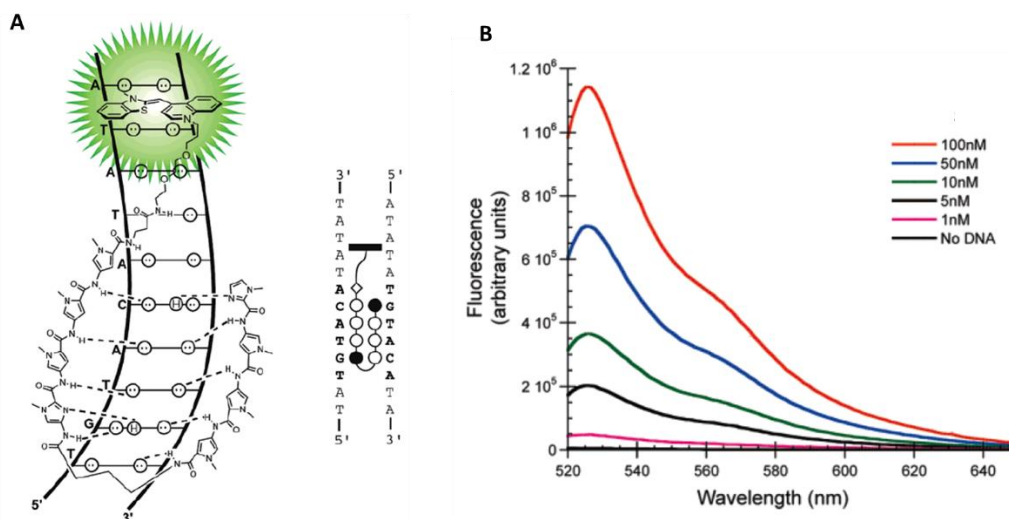 A
A
N
S
N
T
O
A
O
T
N-H
O
N-H
A
C
H
A
T
G
H
T
5'
3'
3' 5'
T A
A T
T A
A T
T A
A T
C G
A T
T A
G C
T A
A T
T A
5' 3'
B
Fluorescence
(arbitrary units)
1.2 10⁶
1 10⁶
8 10⁵
6 10⁵
4 10⁵
2 10⁵
0
520 540 560 580 600 620 640
Wavelength (nm)
100nM
50nM
10nM
5nM
1nM
No DNA